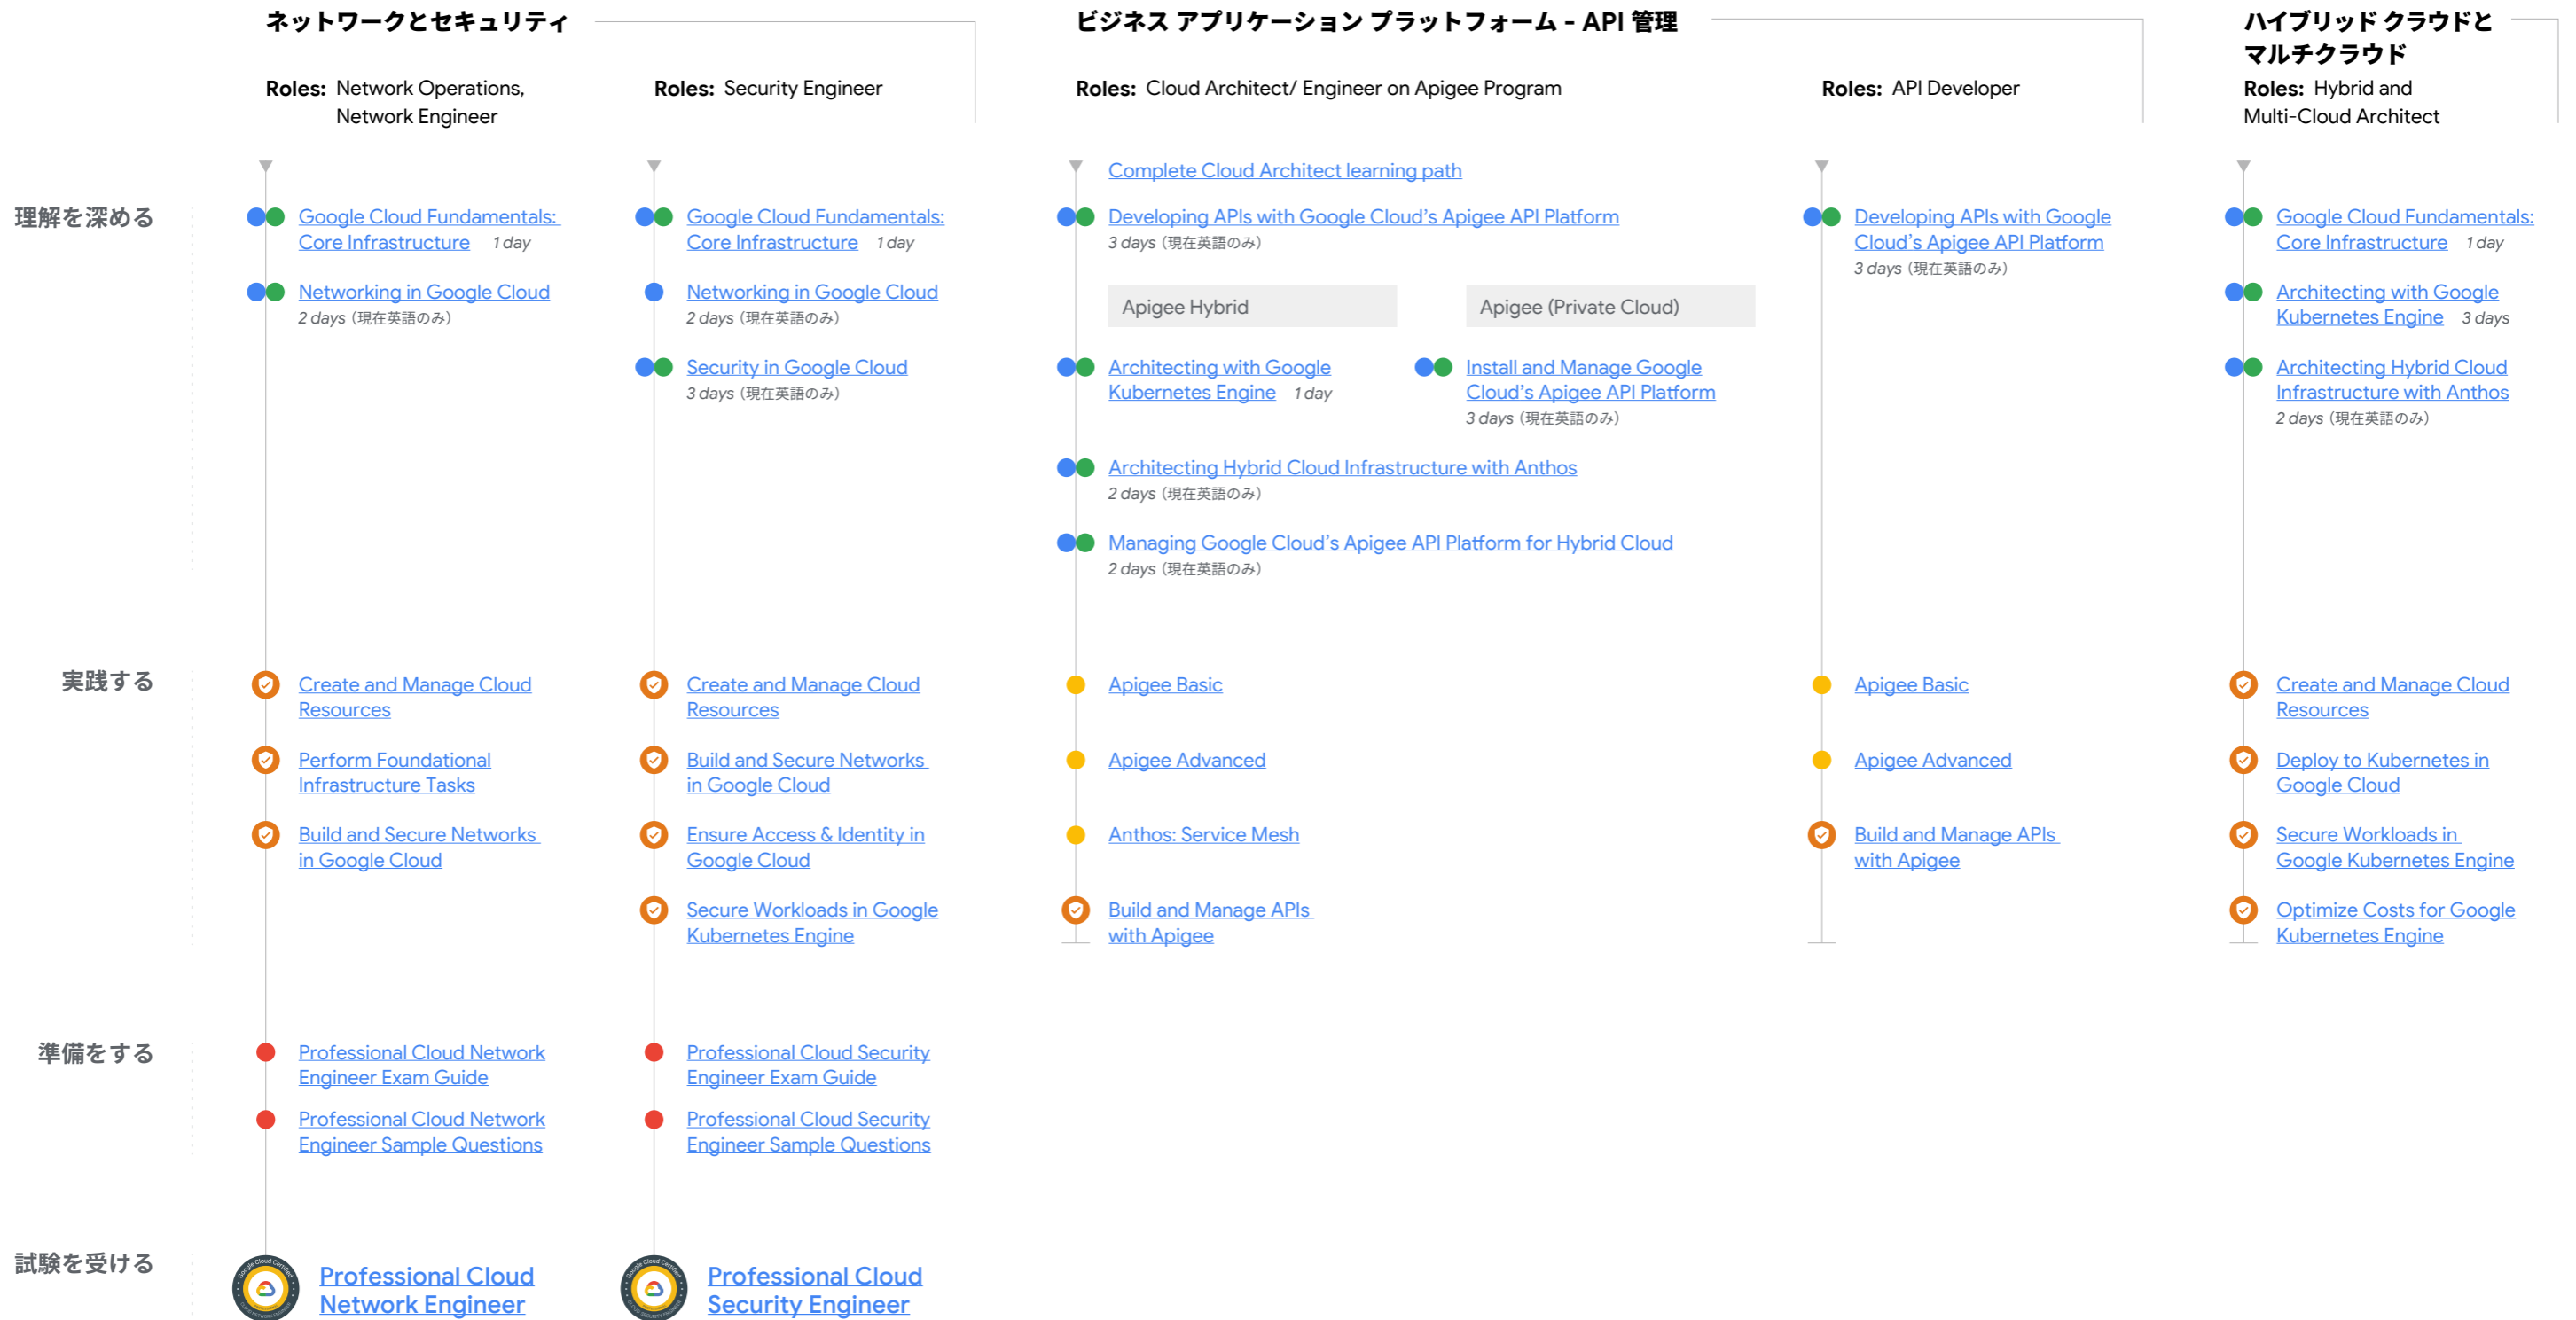 ネットワークとセキュリティ
Roles: Network Operations,
Network Engineer
Roles: Security Engineer
ビジネス アプリケーション プラットフォーム - API 管理
Roles: Cloud Architect/ Engineer on Apigee Program
Roles: API Developer
ハイブリッド クラウドと
マルチクラウド
Roles: Hybrid and
Multi-Cloud Architect
理解を深める
Google Cloud Fundamentals:
Core Infrastructure 1 day
Networking in Google Cloud
2 days (現在英語のみ)
Google Cloud Fundamentals:
Core Infrastructure 1 day
Networking in Google Cloud
2 days (現在英語のみ)
Security in Google Cloud
3 days (現在英語のみ)
Complete Cloud Architect learning path
Developing APIs with Google Cloud's Apigee API Platform
3 days (現在英語のみ)
Apigee Hybrid
Apigee (Private Cloud)
Architecting with Google
Kubernetes Engine 1 day
Install and Manage Google
Cloud's Apigee API Platform
3 days (現在英語のみ)
Architecting Hybrid Cloud Infrastructure with Anthos
2 days (現在英語のみ)
Managing Google Cloud's Apigee API Platform for Hybrid Cloud
2 days (現在英語のみ)
Developing APIs with Google
Cloud's Apigee API Platform
3 days (現在英語のみ)
Google Cloud Fundamentals:
Core Infrastructure 1 day
Architecting with Google
Kubernetes Engine 3 days
Architecting Hybrid Cloud
Infrastructure with Anthos
2 days (現在英語のみ)
実践する
Create and Manage Cloud
Resources
Perform Foundational
Infrastructure Tasks
Build and Secure Networks
in Google Cloud
Create and Manage Cloud
Resources
Build and Secure Networks
in Google Cloud
Ensure Access & Identity in
Google Cloud
Secure Workloads in Google
Kubernetes Engine
Apigee Basic
Apigee Advanced
Anthos: Service Mesh
Build and Manage APIs
with Apigee
Apigee Basic
Apigee Advanced
Build and Manage APIs
with Apigee
Create and Manage Cloud
Resources
Deploy to Kubernetes in
Google Cloud
Secure Workloads in
Google Kubernetes Engine
Optimize Costs for Google
Kubernetes Engine
準備をする
Professional Cloud Network
Engineer Exam Guide
Professional Cloud Network
Engineer Sample Questions
Professional Cloud Security
Engineer Exam Guide
Professional Cloud Security
Engineer Sample Questions
試験を受ける
Google Cloud Certified
Professional Cloud
Network Engineer
Google Cloud Certified
Professional Cloud
Security Engineer